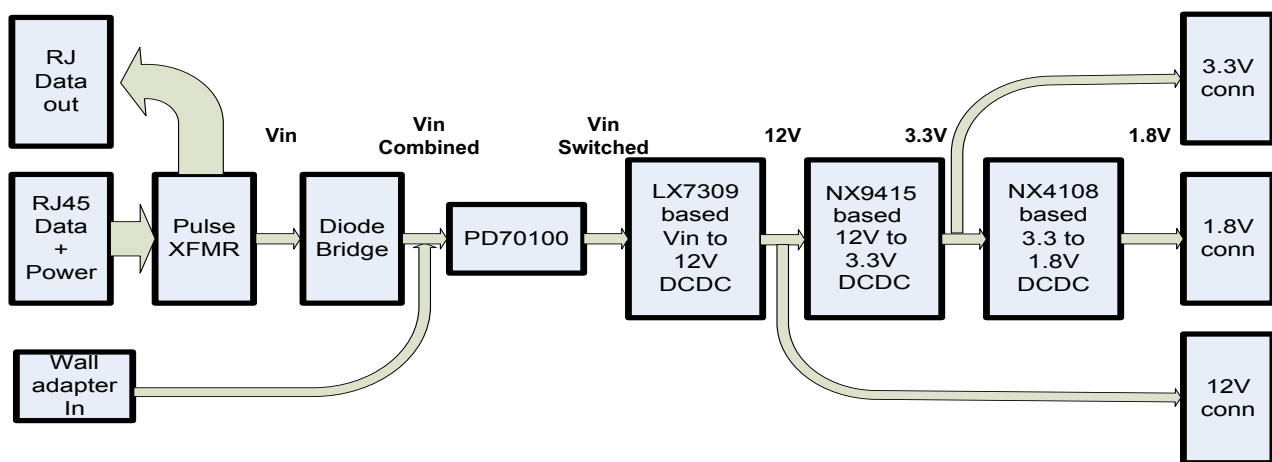 RJ
Data
out
RJ45
Data
+
Power
Wall
adapter
In
Pulse
XFMR
Vin
Diode
Bridge
Vin
Combined
PD70100
Vin
Switched
LX7309
based
Vin to
12V
DCDC
12V
NX9415
based
12V to
3.3V
DCDC
3.3V
NX4108
based
3.3 to
1.8V
DCDC
1.8V
3.3V
conn
1.8V
conn
12V
conn